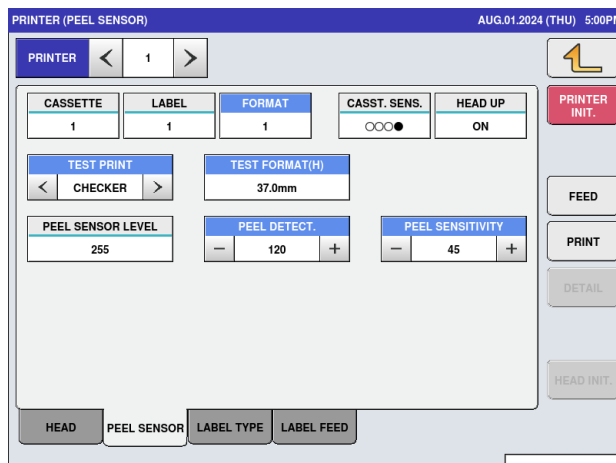 PRINTER (PEEL SENSOR) AUG.01.2024 (THU) 5:00PM
PRINTER 1
PRINTER INIT.
CASSETTE LABEL FORMAT CASST. SENS. HEAD UP
1 1 1 ○○○● ON
TEST PRINT TEST FORMAT(H)
CHECKER 37.0mm
FEED
PEEL SENSOR LEVEL PEEL DETECT. PEEL SENSITIVITY
255 − 120 + − 45 +
PRINT
DETAIL
HEAD INIT.
HEAD PEEL SENSOR LABEL TYPE LABEL FEED